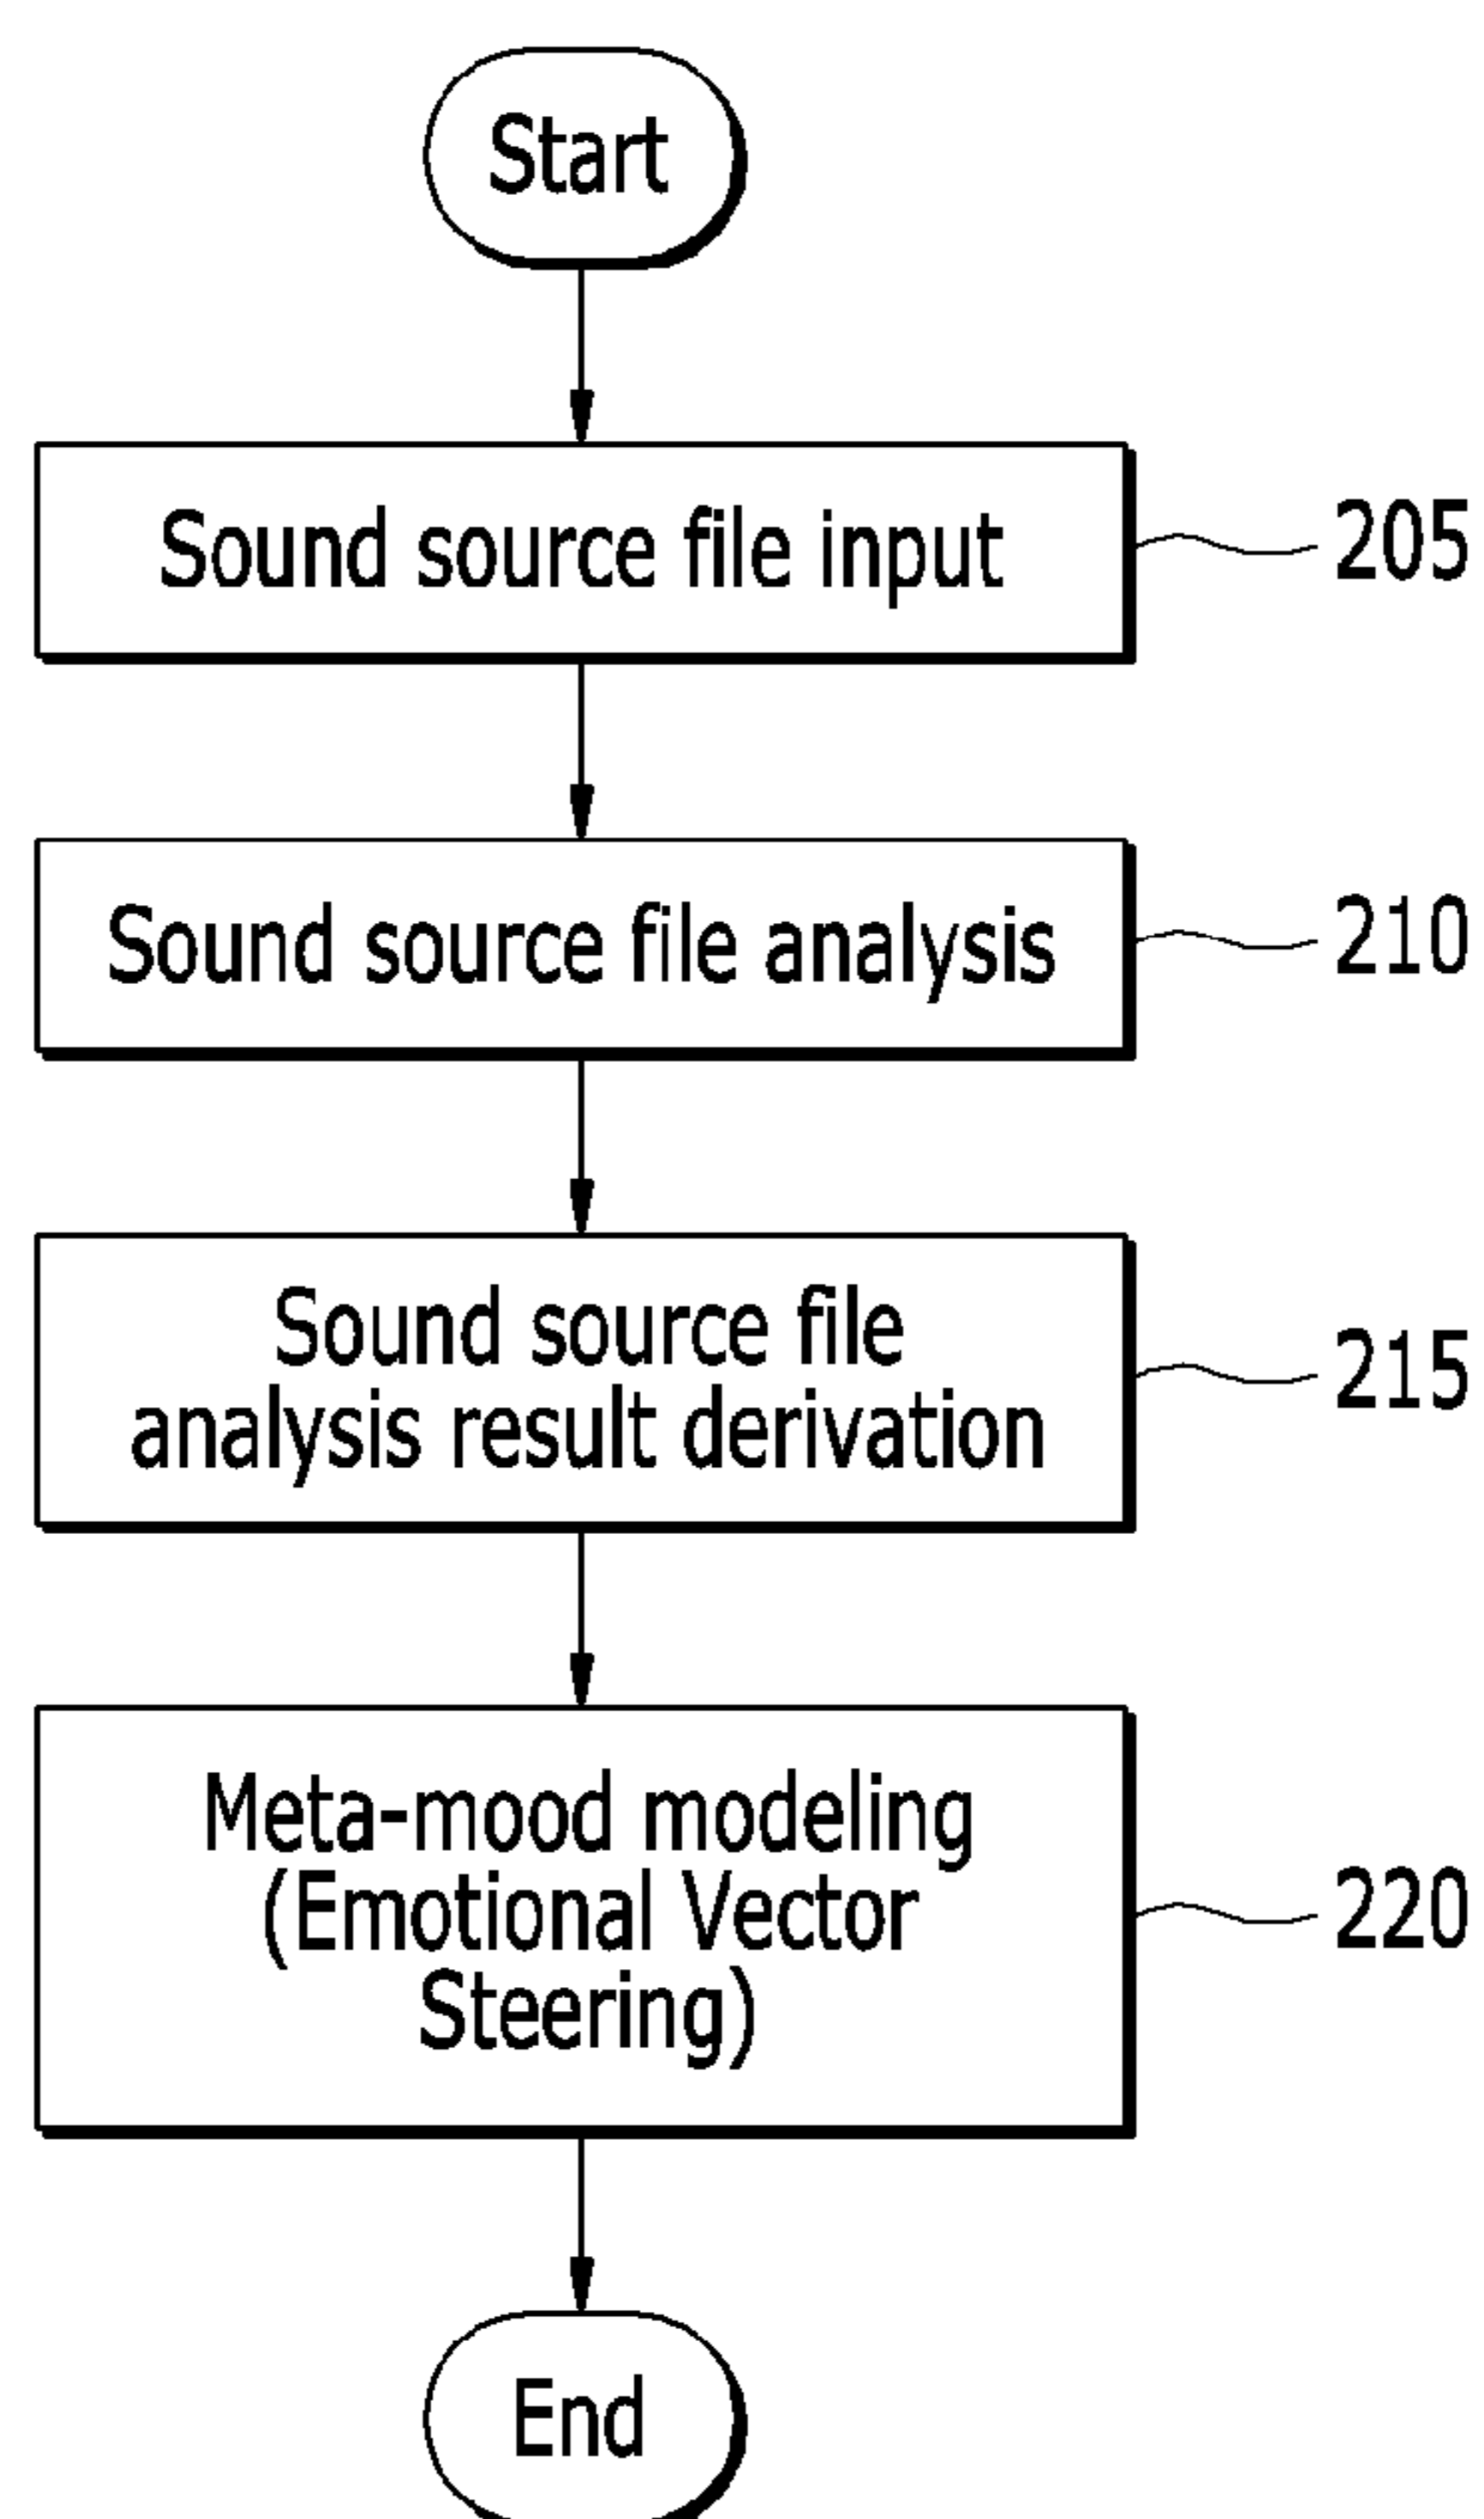 Start
Sound source file input
205
Sound source file analysis
210
Sound source file
analysis result derivation
215
Meta-mood modeling
(Emotional Vector
Steering)
220
End